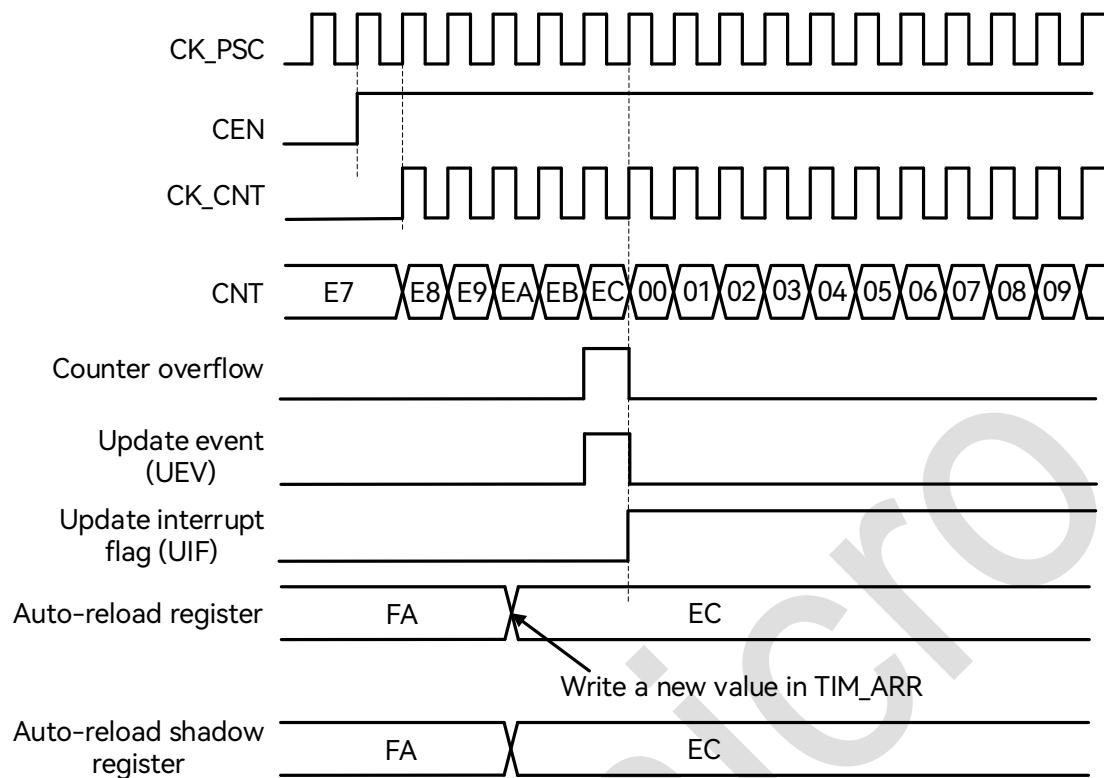 CK_PSC
CEN
CK_CNT
CNT E7 E8 E9 EA EB EC 00 01 02 03 04 05 06 07 08 09
Counter overflow
Update event
(UEV)
Update interrupt
flag (UIF)
Auto-reload register FA EC
Write a new value in TIM_ARR
Auto-reload shadow
register FA EC
micro